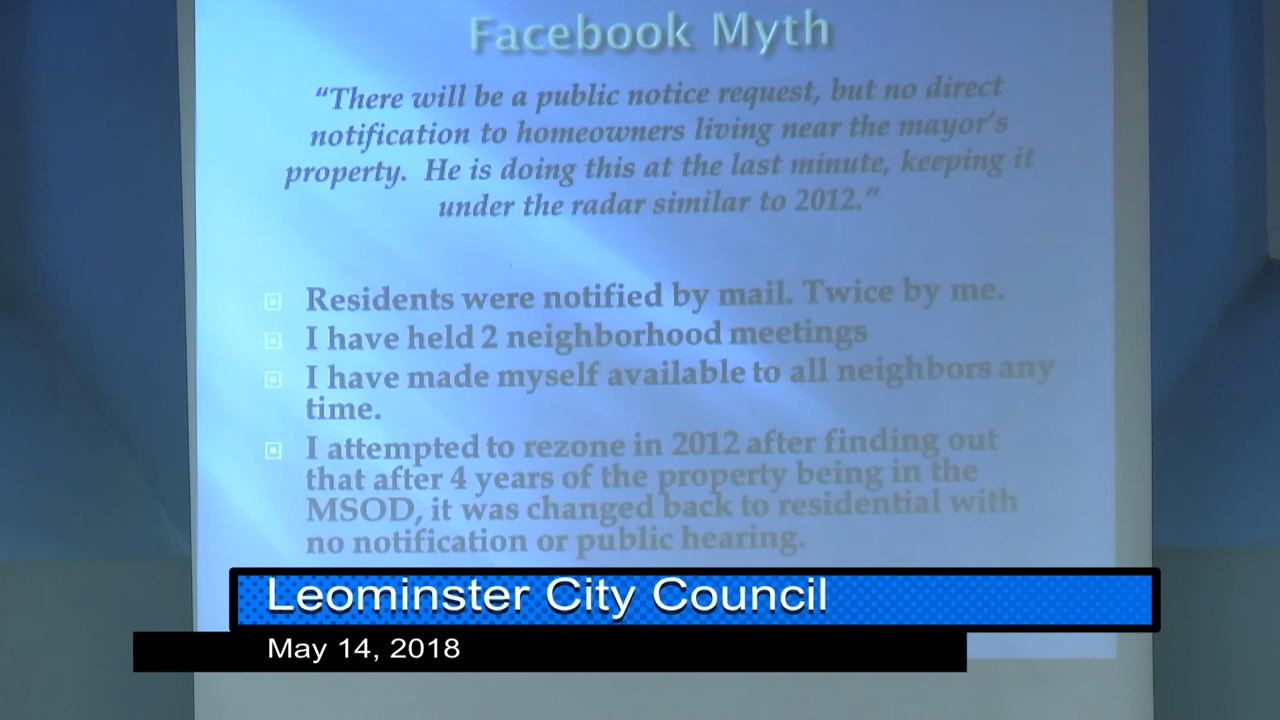 Facebook Myth
“There will be a public notice request, but no direct
notification to homeowners living near the mayor’s
property. He is doing this at the last minute, keeping it
under the radar similar to 2012.”
Residents were notified by mail. Twice by me.
I have held 2 neighborhood meetings
I have made myself available to all neighbors any
time.
I attempted to rezone in 2012 after finding out
that after 4 years of the property being in the
MSOD, it was changed back to residential with
no notification or public hearing.
Leominster City Council
May 14, 2018